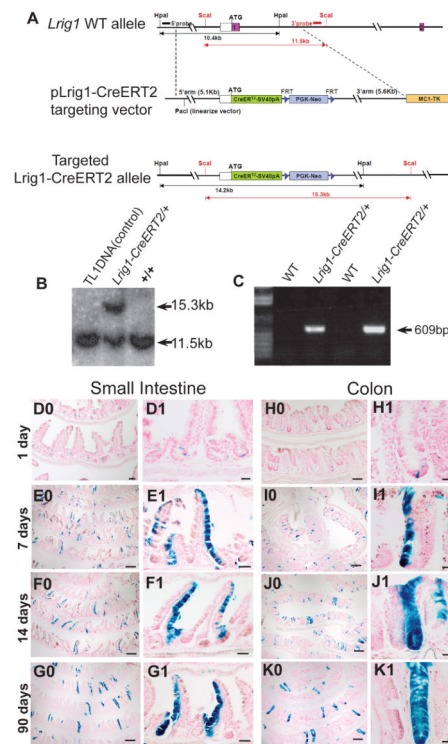 A
Lrig1 WT allele
HpaI
5'probe
ScaI
ATG
HpaI
3'probe
ScaI
10.4kb
11.5kb
pLrig1-CreERT2
targeting vector
5'arm (5.1Kb)
ATG
CreERT2-SV40pA
FRT
PGK-Neo
FRT
3'arm (5.6Kb)
MC1-TK
PacI (linearize vector)
Targeted
Lrig1-CreERT2 allele
HpaI
ScaI
ATG
CreERT2-SV40pA
PGK-Neo
HpaI
ScaI
14.2kb
15.3kb
B
TL1DNA(control)
Lrig1-CreERT2/+
+/+
15.3kb
11.5kb
C
WT
Lrig1-CreERT2/+
WT
Lrig1-CreERT2/+
609bp
Small Intestine
Colon
1 day
D0
D1
H0
H1
7 days
E0
E1
I0
I1
14 days
F0
F1
J0
J1
90 days
G0
G1
K0
K1